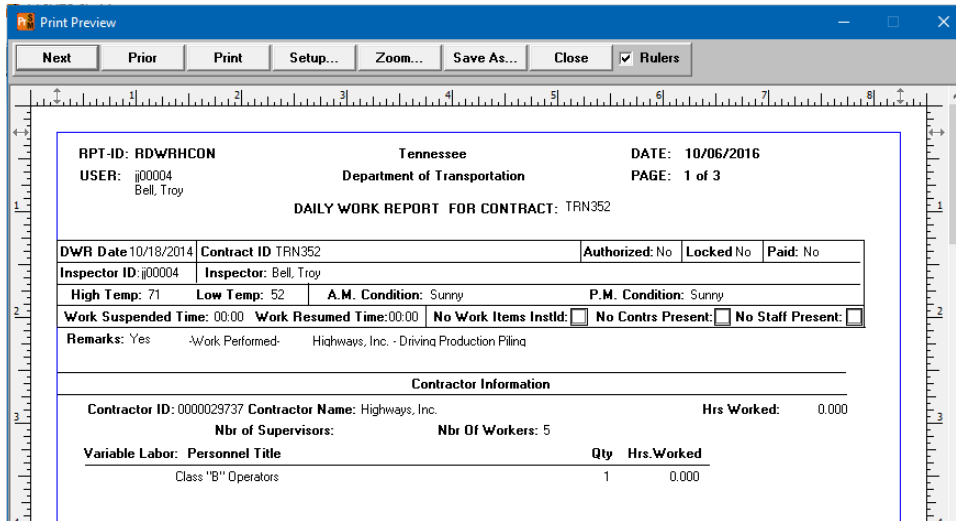 Print Preview
Next Prior Print Setup... Zoom... Save As... Close Rulers
1 2 3 4 5 6 7 8
RPT-ID: RDWRHCON Tennessee DATE: 10/06/2016
USER: jj00004 Department of Transportation PAGE: 1 of 3
Bell, Troy
DAILY WORK REPORT FOR CONTRACT: TRN352
1 1
DWR Date 10/18/2014 Contract ID TRN352 Authorized: No Locked No Paid: No
Inspector ID: jj00004 Inspector: Bell, Troy
High Temp: 71 Low Temp: 52 A.M. Condition: Sunny P.M. Condition: Sunny
2 2
Work Suspended Time: 00:00 Work Resumed Time:00:00 No Work Items Instld: No Contrs Present: No Staff Present:
Remarks: Yes -Work Performed- Highways, Inc. - Driving Production Piling
Contractor Information
3 3
Contractor ID: 0000029737 Contractor Name: Highways, Inc. Hrs Worked: 0.000
Nbr of Supervisors: Nbr Of Workers: 5
Variable Labor: Personnel Title Qty Hrs.Worked
Class "B" Operators 1 0.000